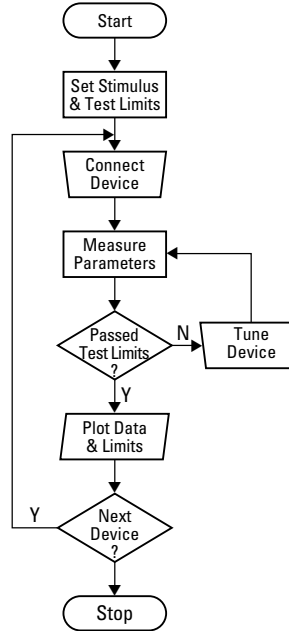 Start
Set Stimulus
& Test Limits
Connect
Device
Measure
Parameters
Passed
Test Limits
?
N
Tune
Device
Y
Plot Data
& Limits
Y
Next
Device
?
Stop